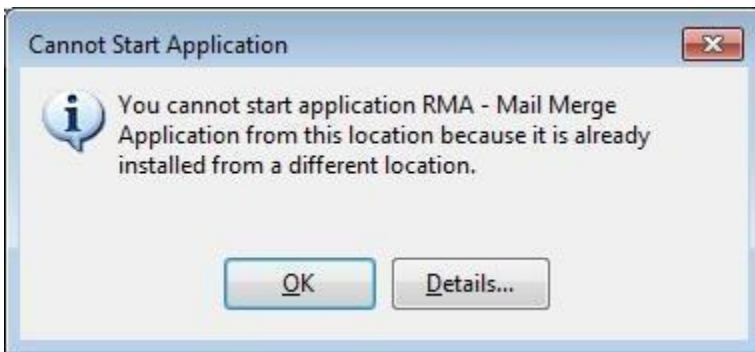 Cannot Start Application
You cannot start application RMA - Mail Merge
Application from this location because it is already
installed from a different location.
OK
Details...